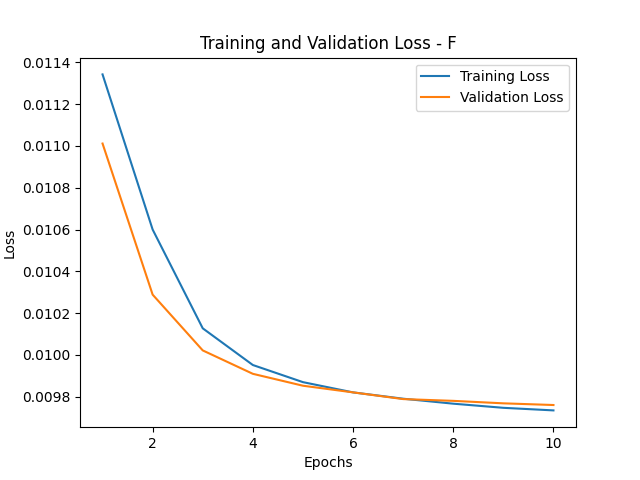 Training and Validation Loss - F
Training Loss
Validation Loss
0.0114
0.0112
0.0110
0.0108
0.0106
0.0104
0.0102
0.0100
0.0098
Loss
2
4
6
8
10
Epochs